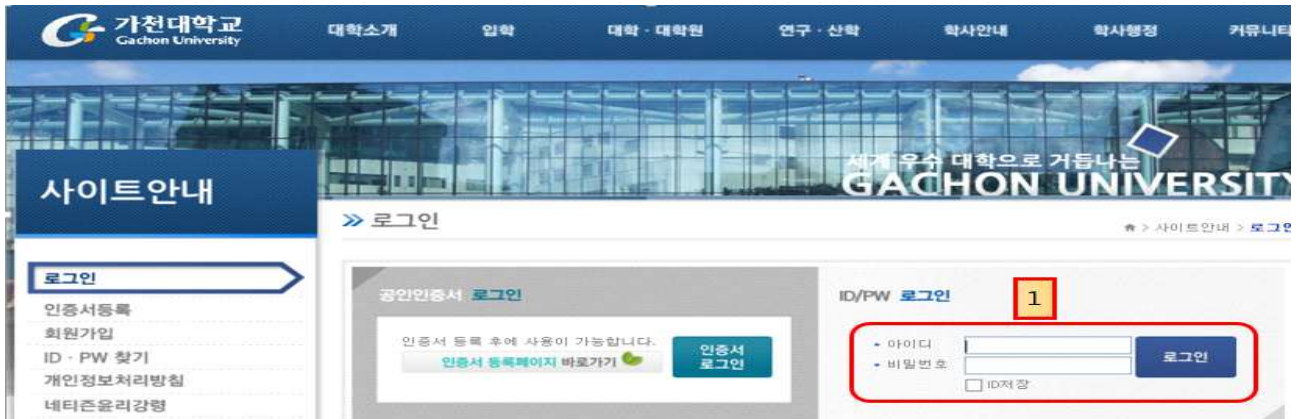 가천대학교
Gachon University
대학소개 입학 대학 · 대학원 연구 · 산학 학사안내 학사행정 커뮤니티
세계 우수 대학으로 거듭나는
GACHON UNIVERSITY
사이트안내
로그인
인증서등록
회원가입
ID · PW 찾기
개인정보처리방침
네티즌윤리강령
» 로그인
> 사이트안내 > 로그인
공인인증서 로그인
인증서 등록 후에 사용이 가능합니다.
인증서 등록페이지 바로가기
인증서
로그인
ID/PW 로그인
1
• 아이디
• 비밀번호
로그인
ID저장